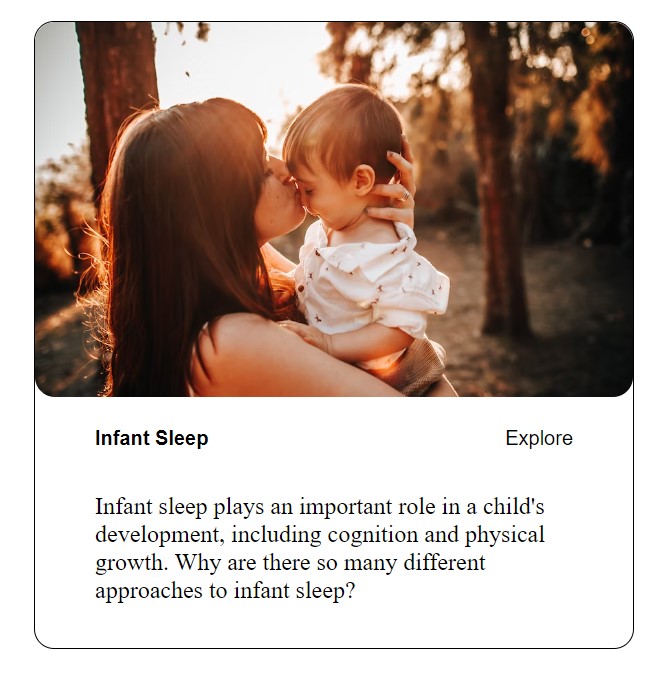 Infant Sleep
Explore
Infant sleep plays an important role in a child's
development, including cognition and physical
growth. Why are there so many different
approaches to infant sleep?